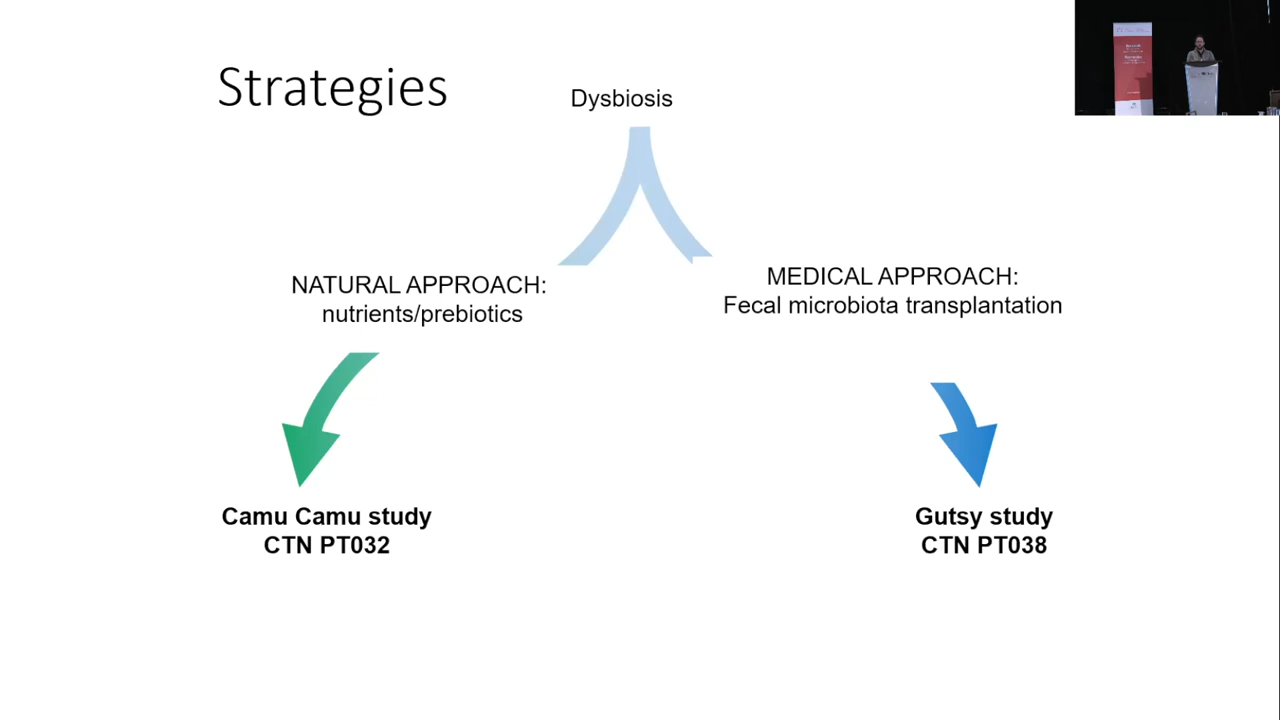 Strategies
Dysbiosis
NATURAL APPROACH:
nutrients/prebiotics
MEDICAL APPROACH:
Fecal microbiota transplantation
Camu Camu study
CTN PT032
Gutsy study
CTN PT038